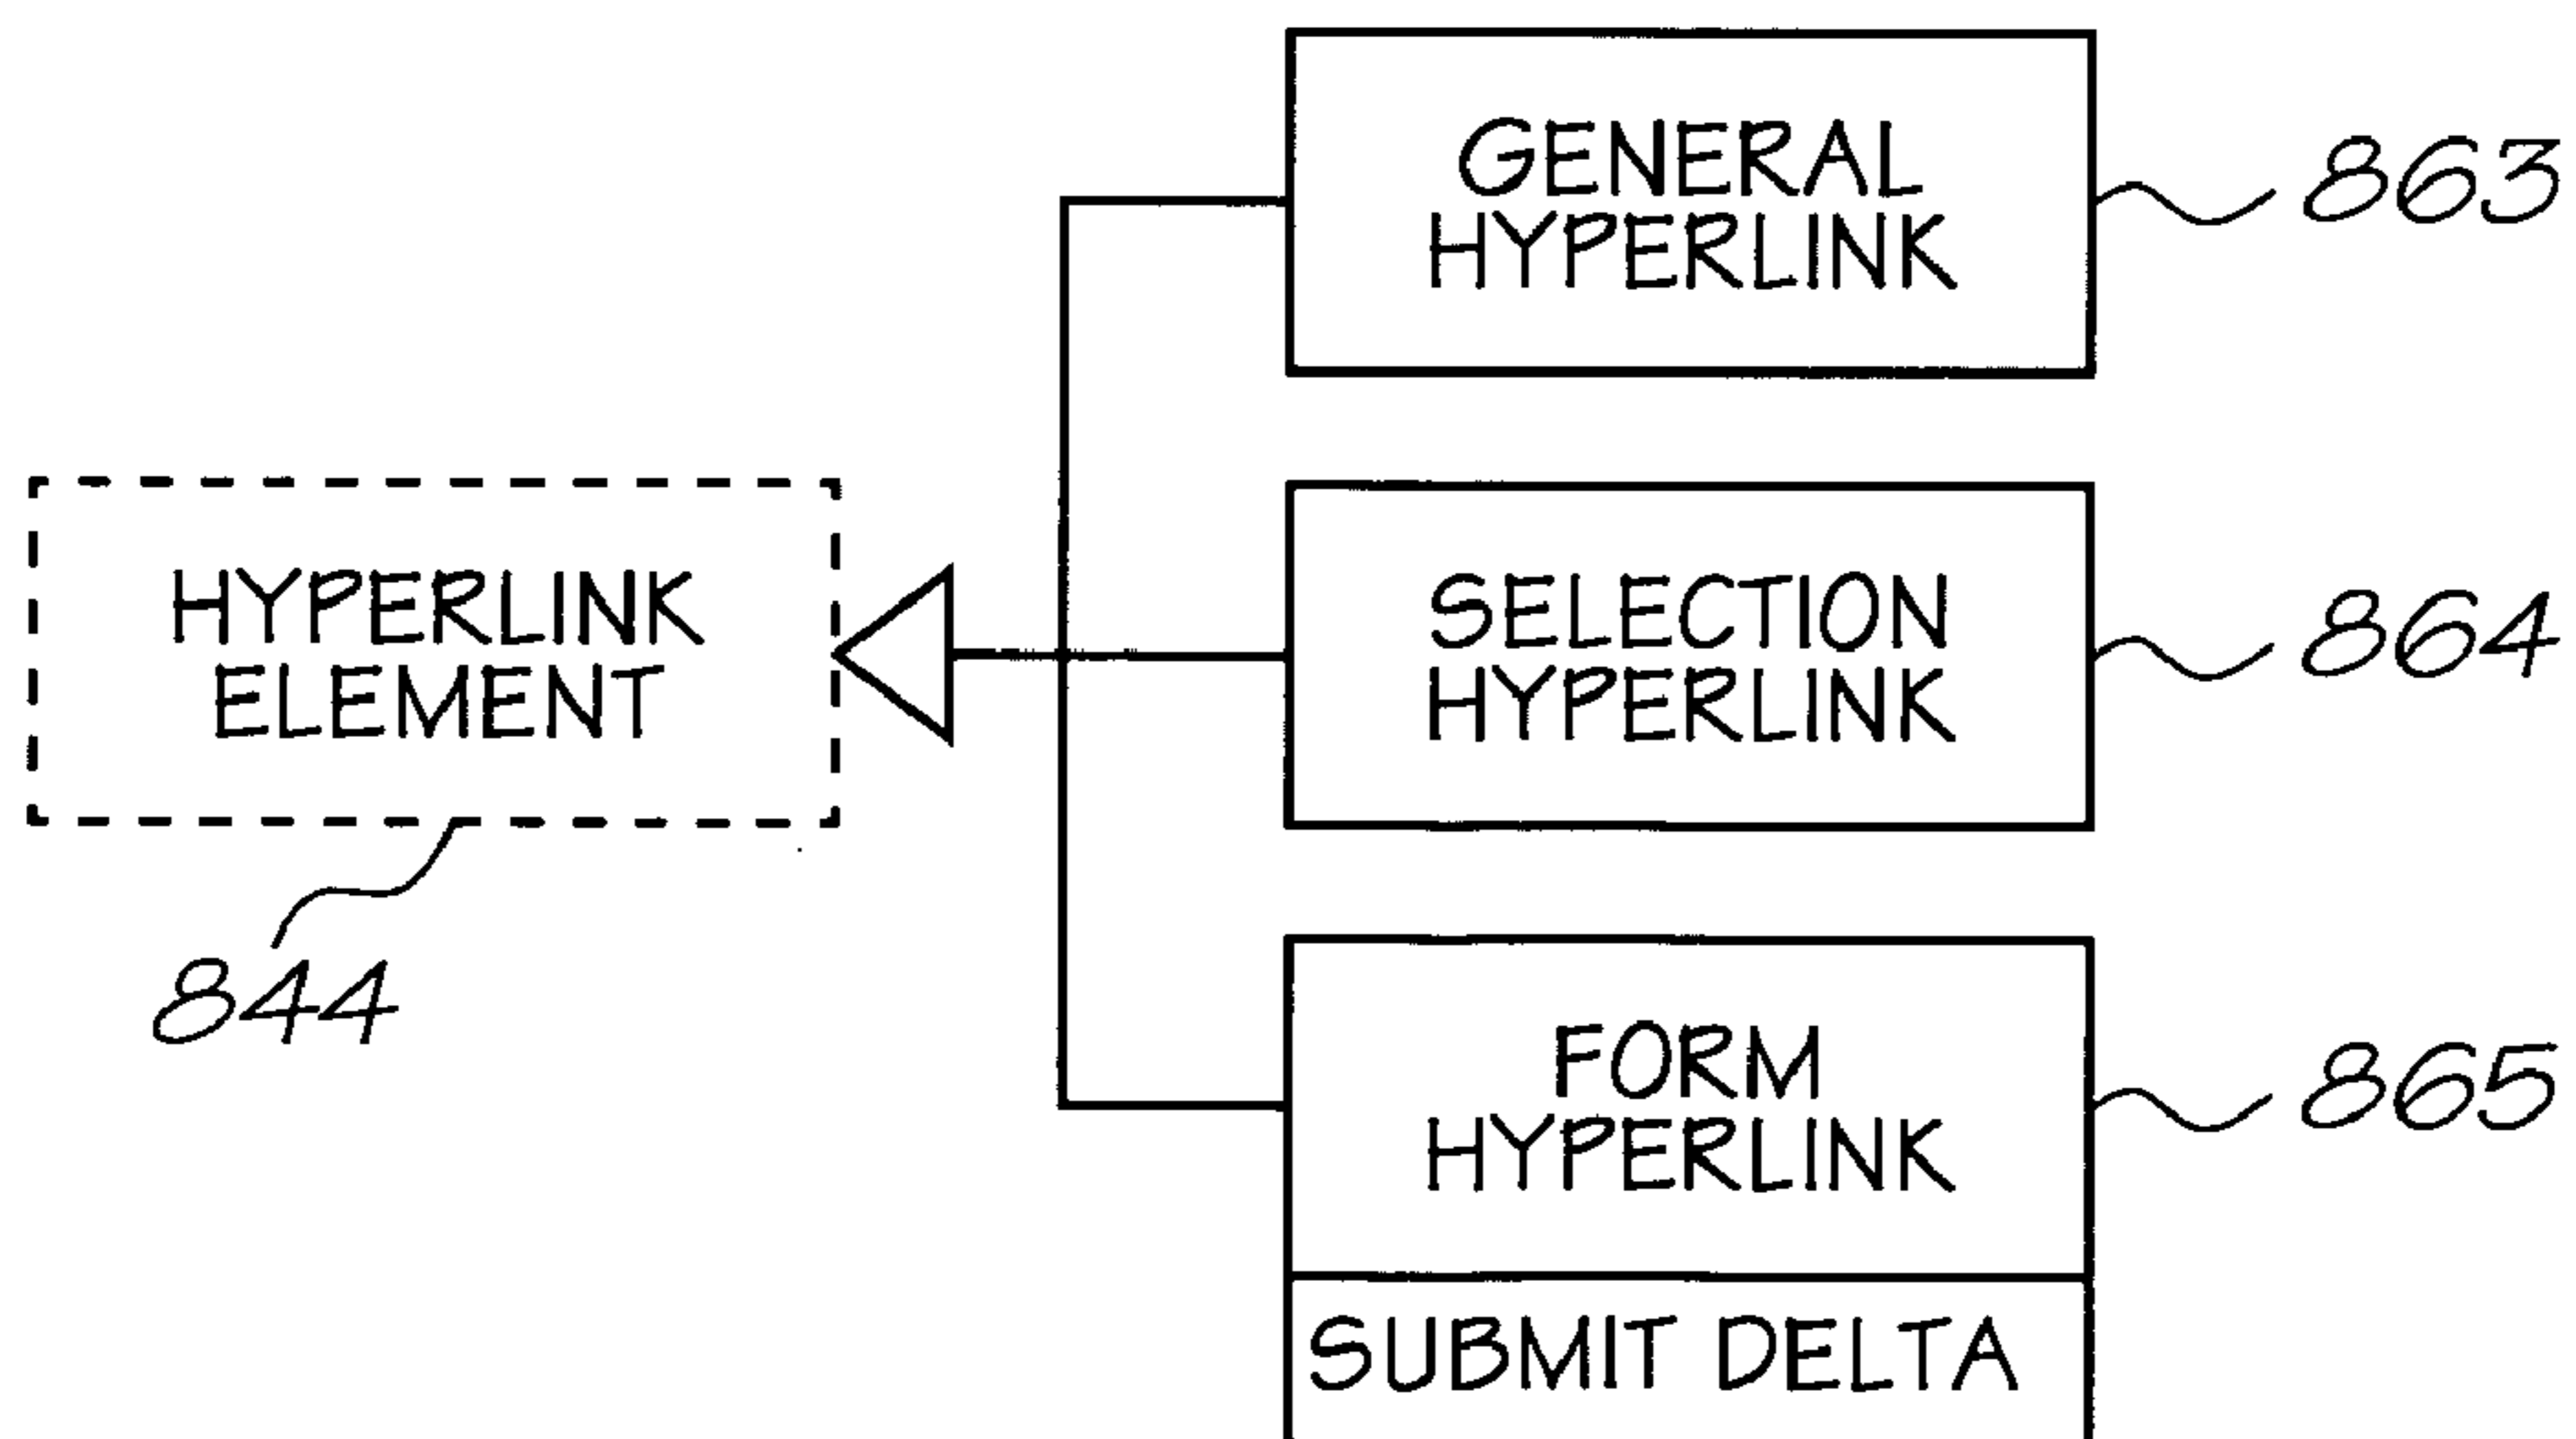 GENERAL
HYPERLINK
863
HYPERLINK
ELEMENT
844
SELECTION
HYPERLINK
864
FORM
HYPERLINK
865
SUBMIT DELTA